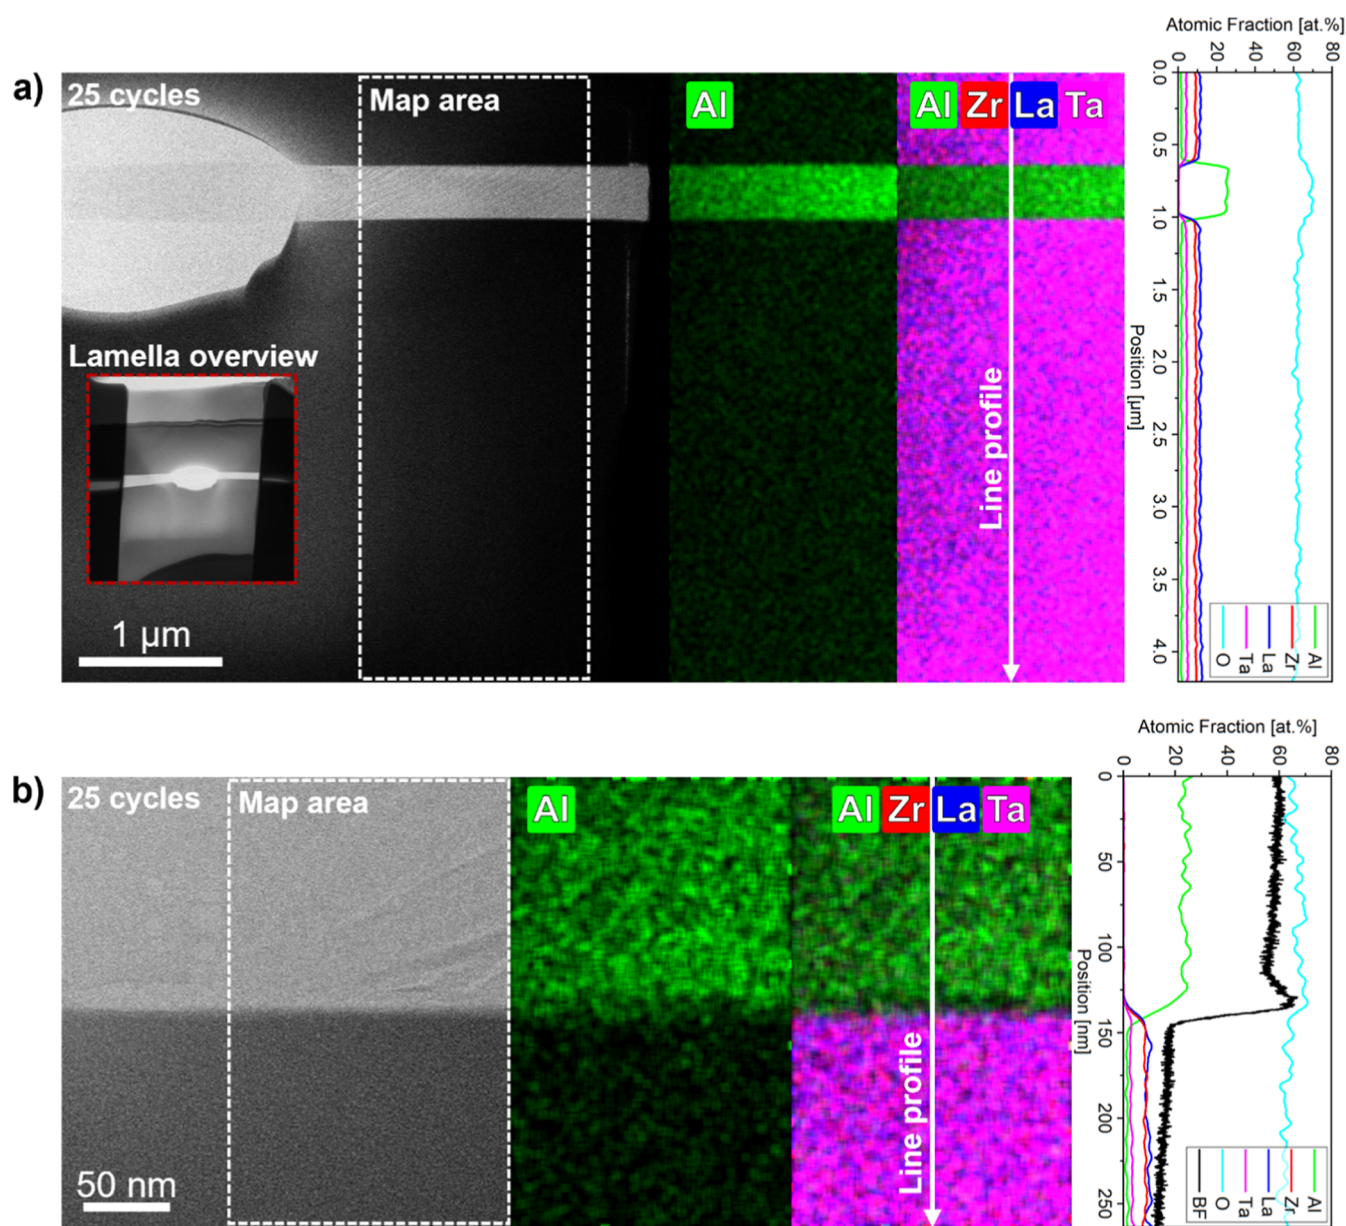 a)
25 cycles
Map area
Al
Al Zr La Ta
Lamella overview
1 µm
Line profile
Atomic Fraction [at.%]
0 20 40 60 80
0.0
0.5
1.0
1.5
2.0
2.5
3.0
3.5
4.0
Position [µm]
Al
Zr
La
Ta
O
b)
25 cycles
Map area
Al
Al Zr La Ta
50 nm
Line profile
Atomic Fraction [at.%]
0 20 40 60 80
0
50
100
150
200
250
Position [nm]
Al
Zr
La
Ta
O
BF